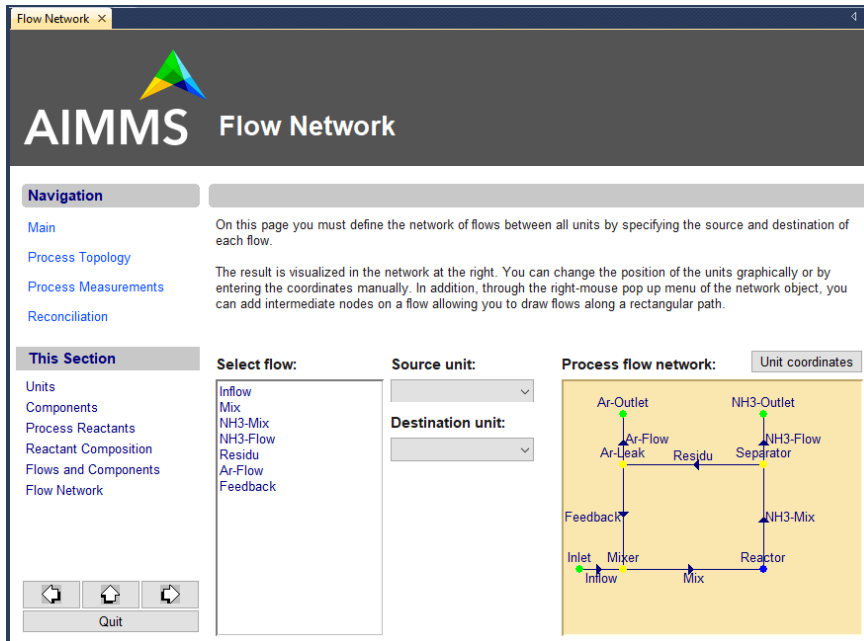 Flow Network
AIMMS
Flow Network
Navigation
Main
Process Topology
Process Measurements
Reconciliation
On this page you must define the network of flows between all units by specifying the source and destination of
each flow.
The result is visualized in the network at the right. You can change the position of the units graphically or by
entering the coordinates manually. In addition, through the right-mouse pop up menu of the network object, you
can add intermediate nodes on a flow allowing you to draw flows along a rectangular path.
This Section
Units
Components
Process Reactants
Reactant Composition
Flows and Components
Flow Network
Quit
Select flow:
Inflow
Mix
NH3-Mix
NH3-Flow
Residu
Ar-Flow
Feedback
Source unit:
Destination unit:
Process flow network:
Unit coordinates
Ar-Outlet
NH3-Outlet
Ar-Flow
NH3-Flow
Ar-Leak
Residu
Separator
Feedback
NH3-Mix
Inlet
Mixer
Reactor
Inflow
Mix